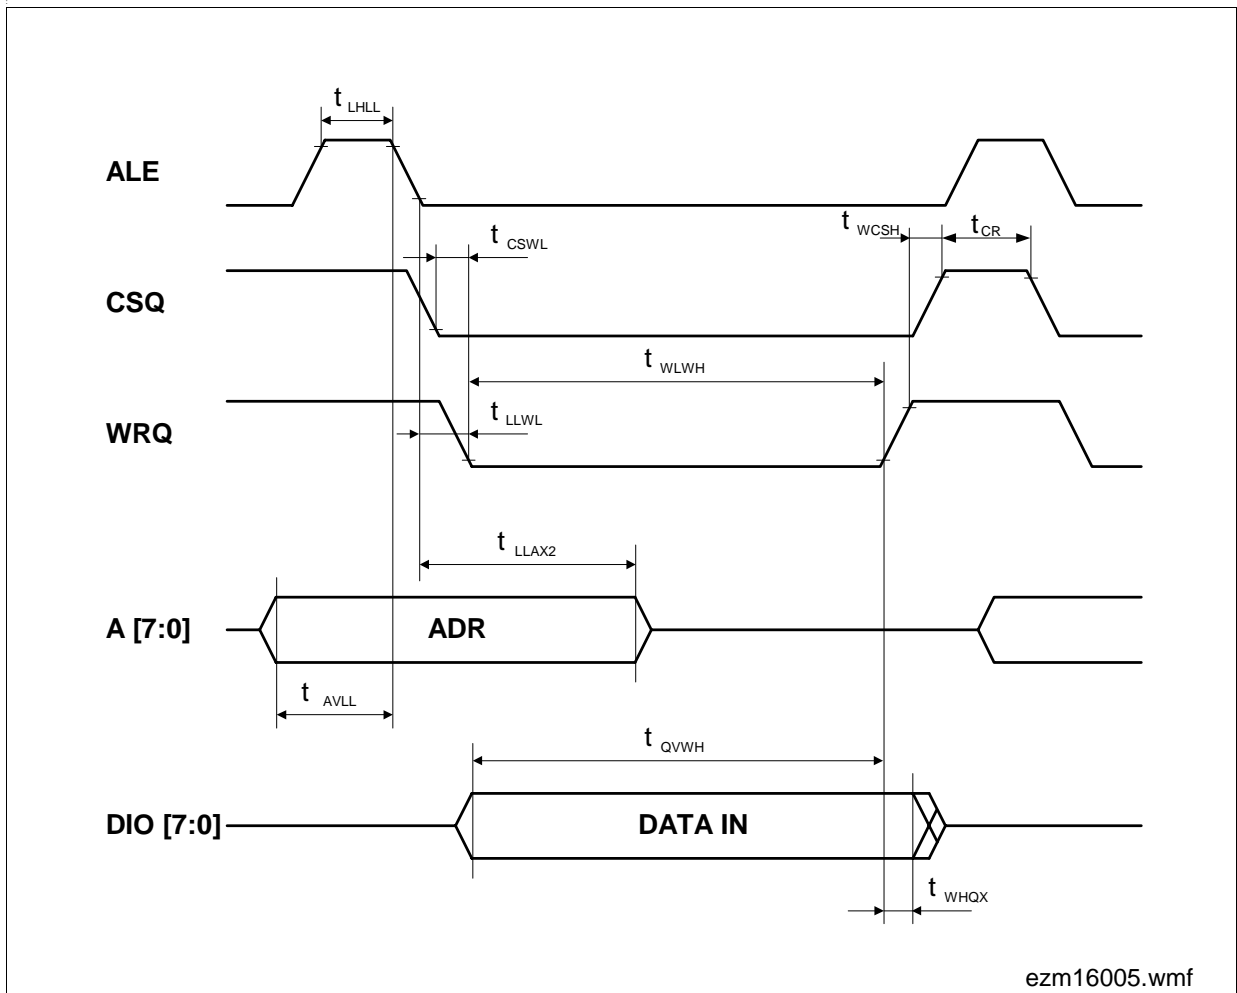 t LHLL
ALE
t WCSH
t CR
t CSWL
CSQ
t WLWH
t LLWL
WRQ
t LLAX2
A [7:0]
ADR
t AVLL
t QVWH
DIO [7:0]
DATA IN
t WHQX
ezm16005.wmf